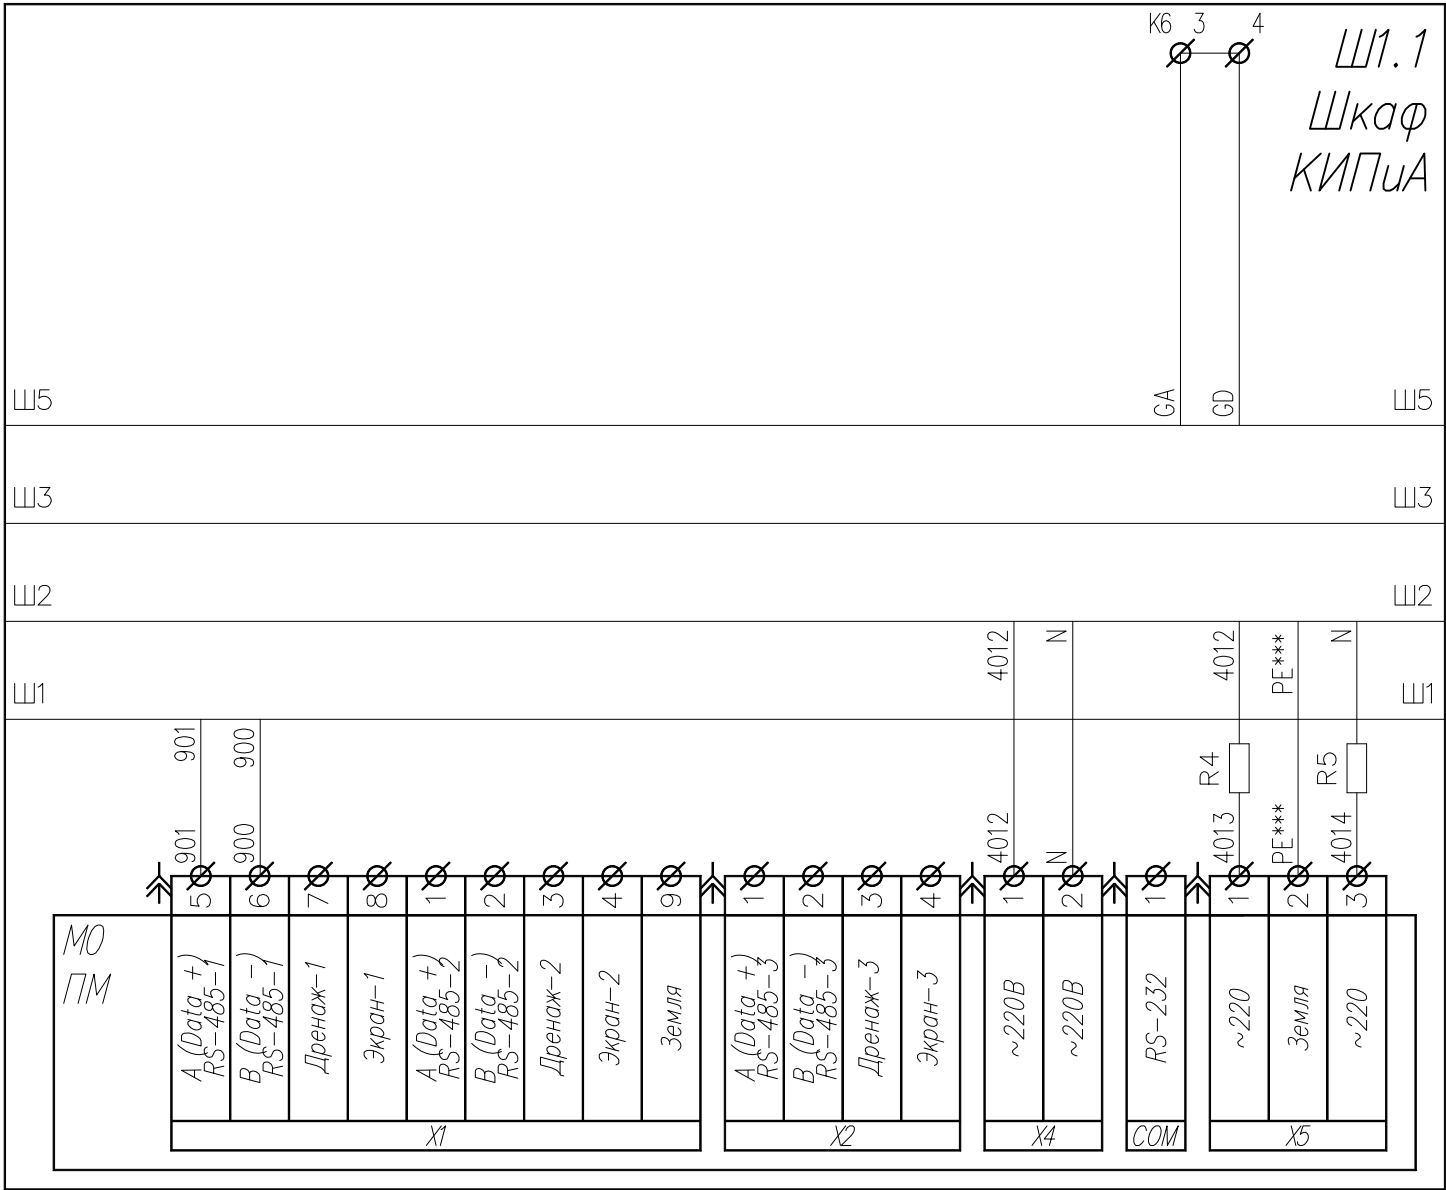 К6 3 4
Ш1.1
Шкаф
КИПиА
GA GD
Ш5 Ш5
Ш3 Ш3
Ш2 Ш2
4012 N 4012 PE*** N
Ш1 Ш1
901 900
R4 R5
901 900 4012 N 4013 PE*** 4014
5 6 7 8 1 2 3 4 9 1 2 3 4 1 2 1 1 2 3
МО
ПМ
A (Data +)
RS-485-1
B (Data -)
RS-485-1
Дренаж-1
Экран-1
A (Data +)
RS-485-2
B (Data -)
RS-485-2
Дренаж-2
Экран-2
Земля
A (Data +)
RS-485-3
B (Data -)
RS-485-3
Дренаж-3
Экран-3
~220В
~220В
RS-232
~220
Земля
~220
X1 X2 X4 COM X5